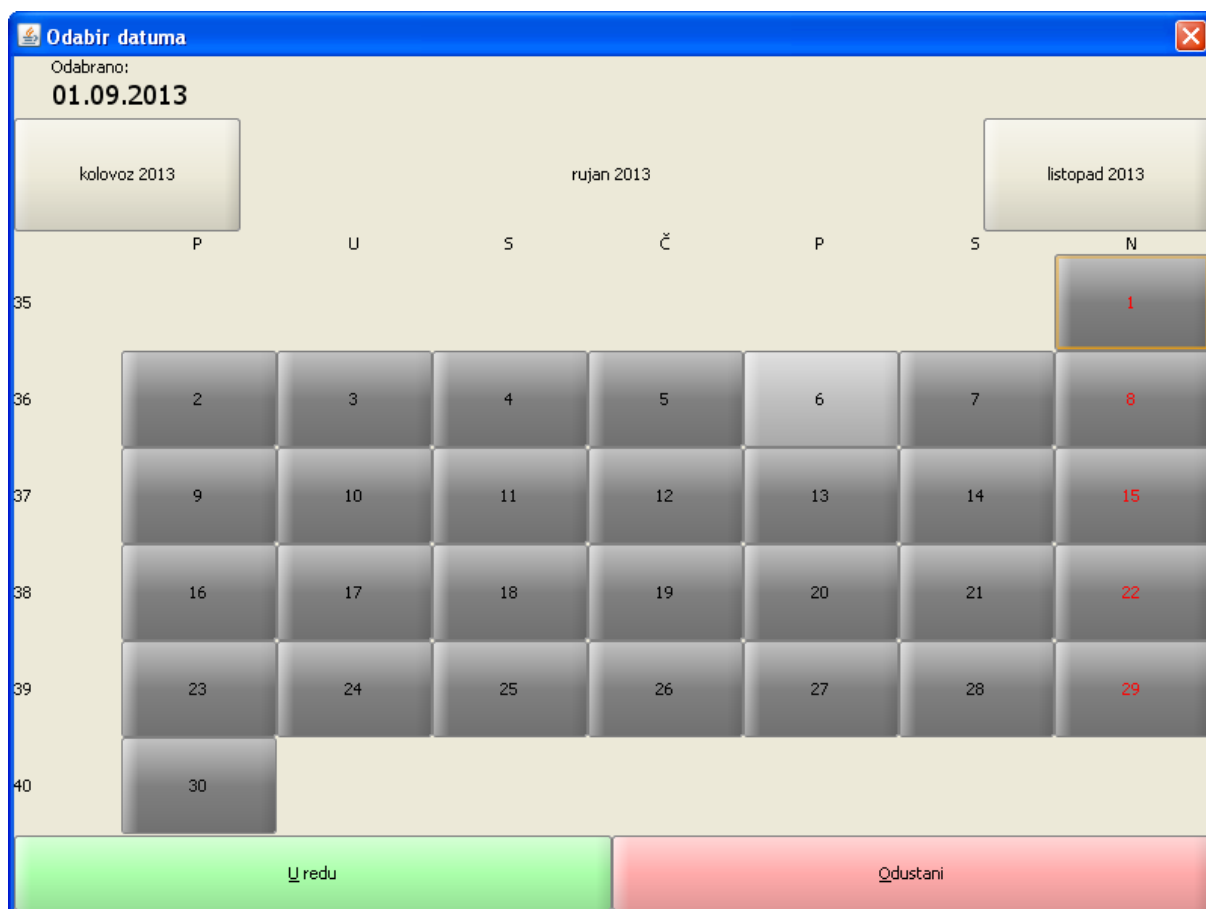 Odabir datuma
Odabrano:
01.09.2013
kolovoz 2013 rujan 2013 listopad 2013
P U S Č P S N
35 1
36 2 3 4 5 6 7 8
37 9 10 11 12 13 14 15
38 16 17 18 19 20 21 22
39 23 24 25 26 27 28 29
40 30
U redu Odustani